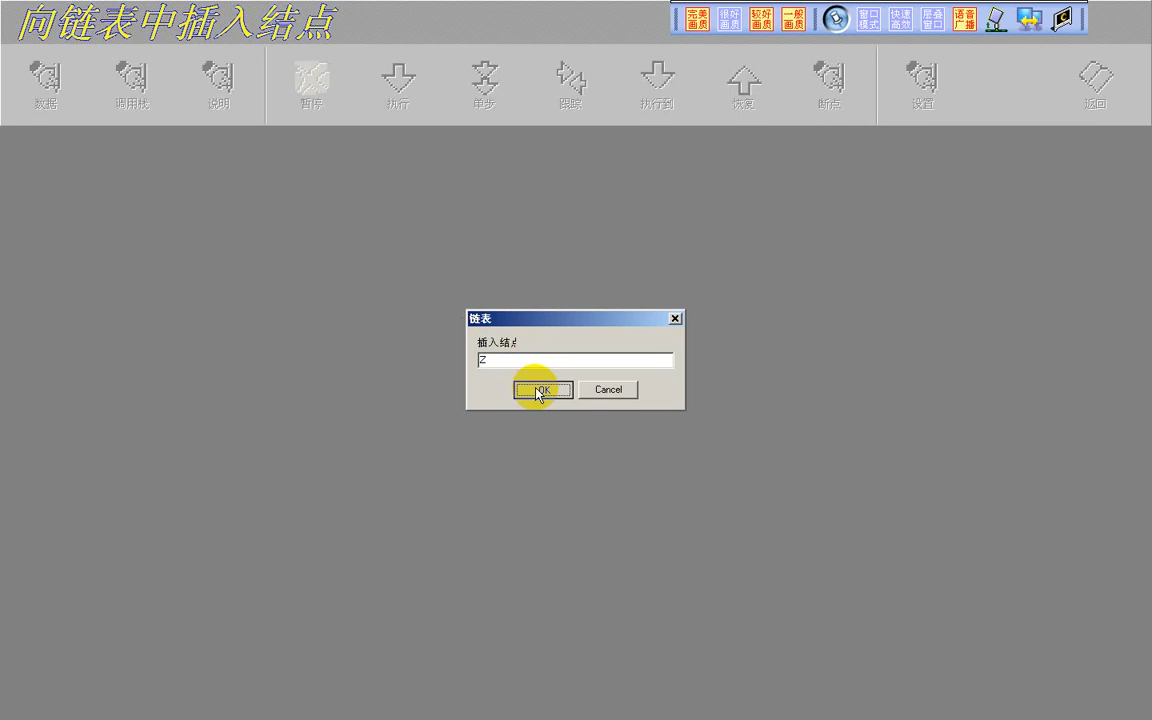 向链表中插入结点
完美画质 很好画质 较好画质 一般画质 窗口模式 快速高效 层叠窗口 语音广播
数据 调用栈 说明 暂停 执行 单步 跟踪 执行到 恢复 断点 设置 返回
链表
插入结点
Z
OK Cancel